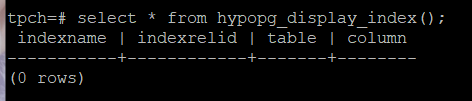 tpch=# select * from hypopg_display_index();
 indexname | indexrelid | table | column
-----------+------------+-------+--------
(0 rows)